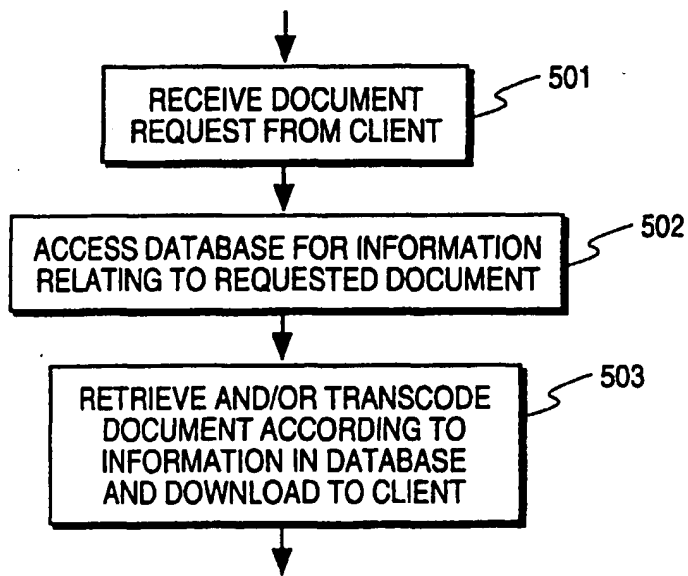 RECEIVE DOCUMENT
REQUEST FROM CLIENT
501
ACCESS DATABASE FOR INFORMATION
RELATING TO REQUESTED DOCUMENT
502
RETRIEVE AND/OR TRANSCODE
DOCUMENT ACCORDING TO
INFORMATION IN DATABASE
AND DOWNLOAD TO CLIENT
503